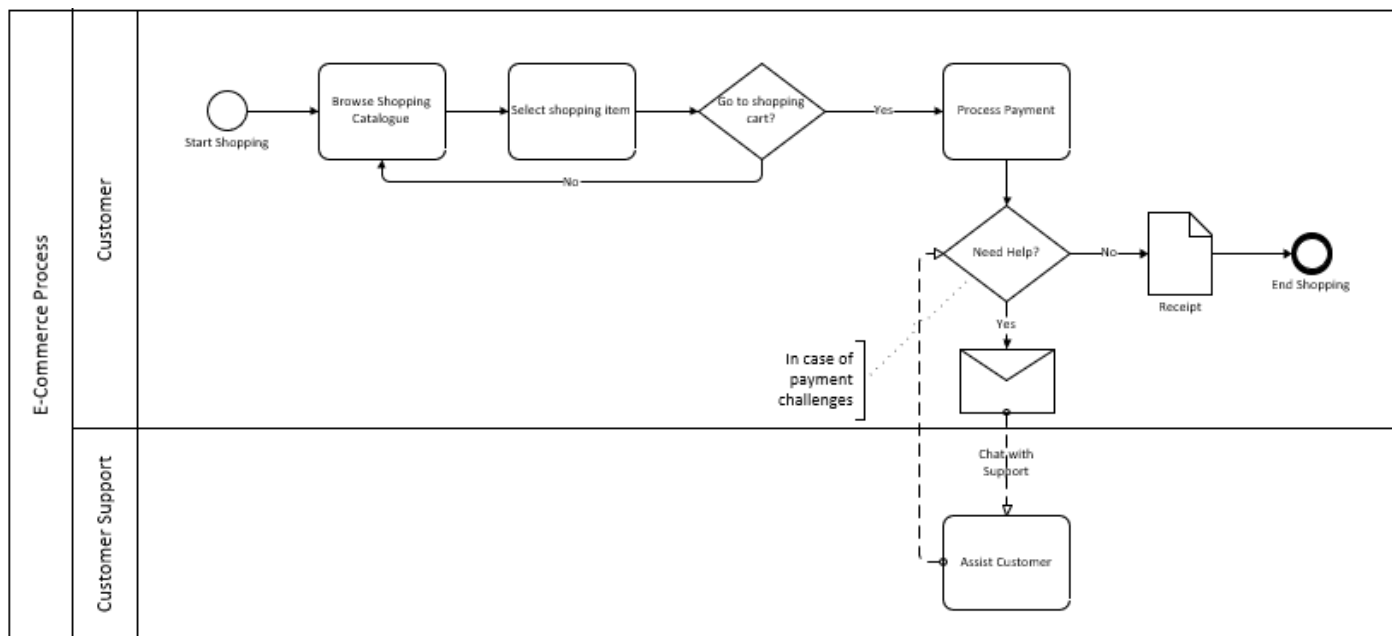 E-Commerce Process
Customer
Start Shopping
Browse Shopping
Catalogue
Select shopping item
Go to shopping
cart?
Yes
No
Process Payment
Need Help?
No
Receipt
End Shopping
Yes
In case of
payment
challenges
Customer Support
Chat with
Support
Assist Customer